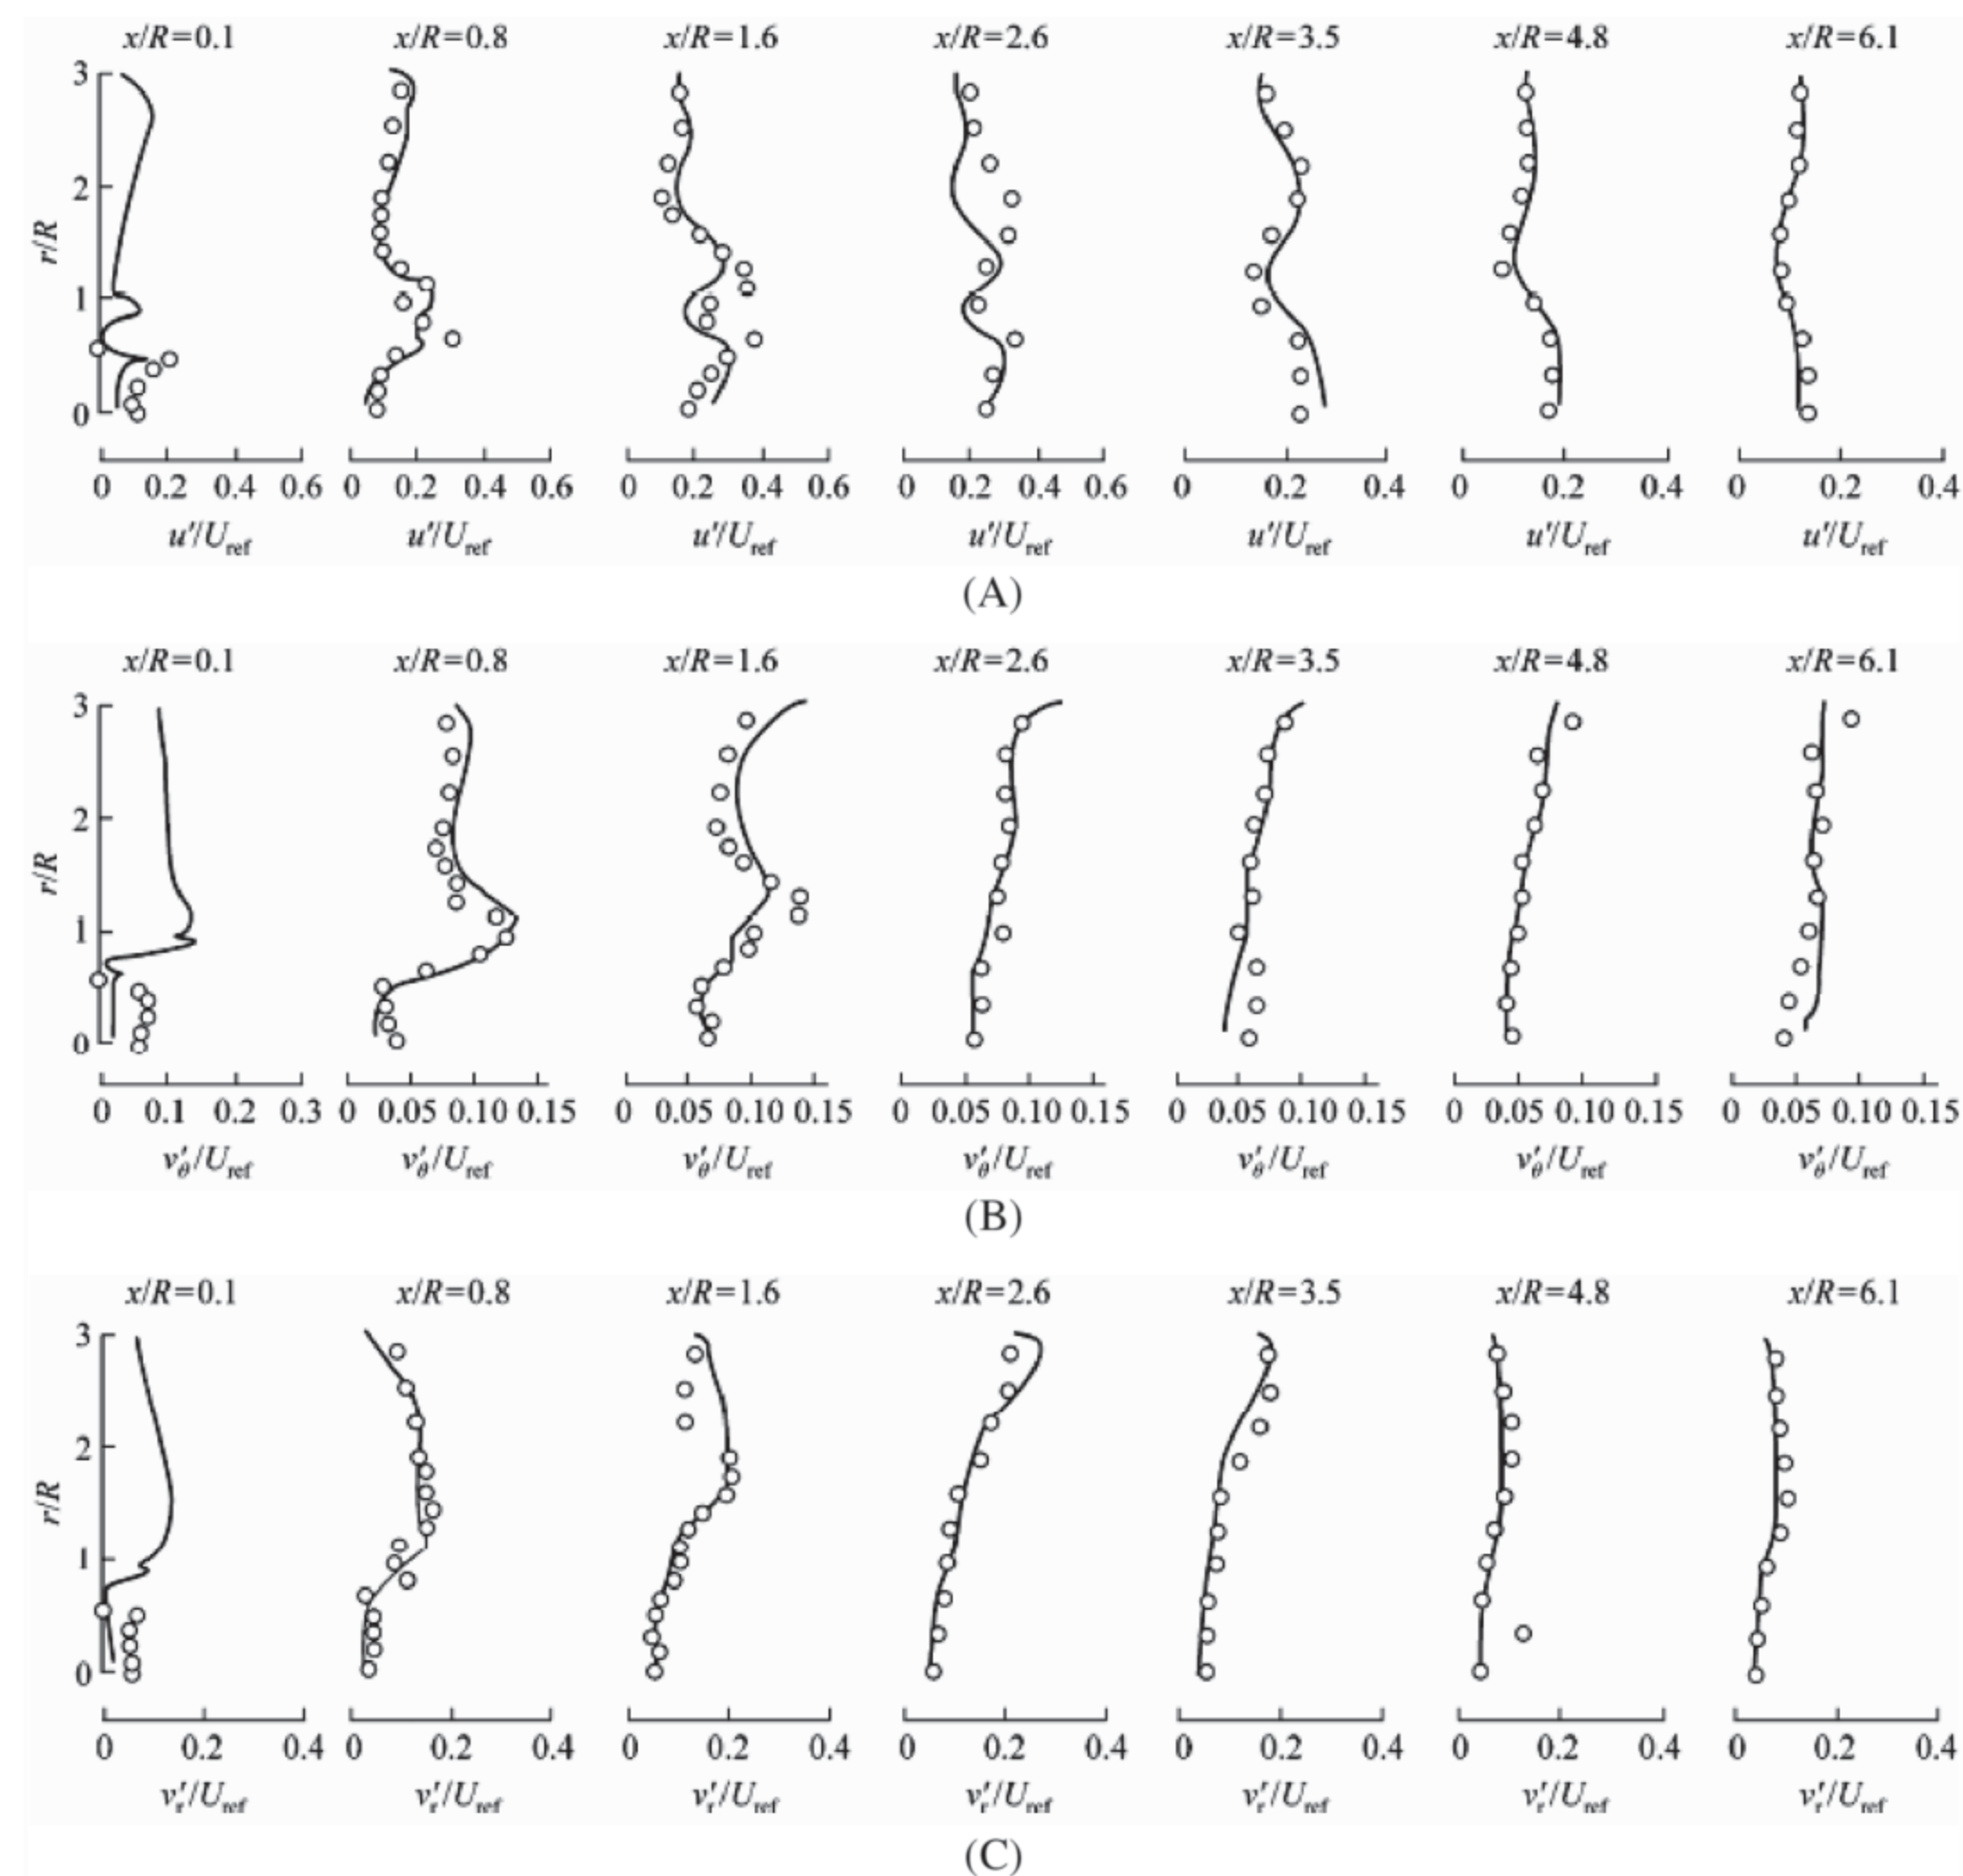 x/R=0.1 x/R=0.8 x/R=1.6 x/R=2.6 x/R=3.5 x/R=4.8 x/R=6.1
3
2
r/R
1
0
0 0.2 0.4 0.6 0 0.2 0.4 0.6 0 0.2 0.4 0.6 0 0.2 0.4 0.6 0 0.2 0.4 0 0.2 0.4 0 0.2 0.4
u′/Uref u′/Uref u′/Uref u′/Uref u′/Uref u′/Uref u′/Uref
(A)
x/R=0.1 x/R=0.8 x/R=1.6 x/R=2.6 x/R=3.5 x/R=4.8 x/R=6.1
3
2
r/R
1
0
0 0.1 0.2 0.3 0 0.05 0.10 0.15 0 0.05 0.10 0.15 0 0.05 0.10 0.15 0 0.05 0.10 0.15 0 0.05 0.10 0.15 0 0.05 0.10 0.15
v′θ/Uref v′θ/Uref v′θ/Uref v′θ/Uref v′θ/Uref v′θ/Uref v′θ/Uref
(B)
x/R=0.1 x/R=0.8 x/R=1.6 x/R=2.6 x/R=3.5 x/R=4.8 x/R=6.1
3
2
r/R
1
0
0 0.2 0.4 0 0.2 0.4 0 0.2 0.4 0 0.2 0.4 0 0.2 0.4 0 0.2 0.4 0 0.2 0.4
v′r/Uref v′r/Uref v′r/Uref v′r/Uref v′r/Uref v′r/Uref v′r/Uref
(C)